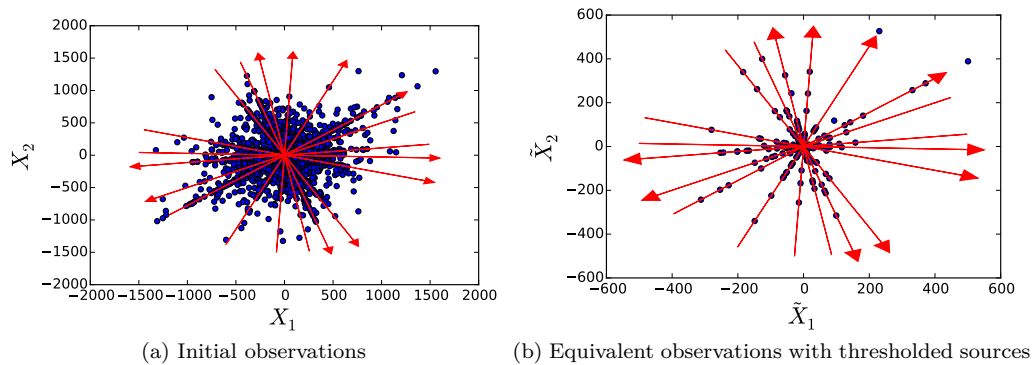 2000
1500
1000
500
0
−500
−1000
−1500
−2000
−2000 −1500 −1000 −500 0 500 1000 1500 2000
X₂
X₁
(a) Initial observations
600
400
200
0
−200
−400
−600
−600 −400 −200 0 200 400 600
X̃₂
X̃₁
(b) Equivalent observations with thresholded sources